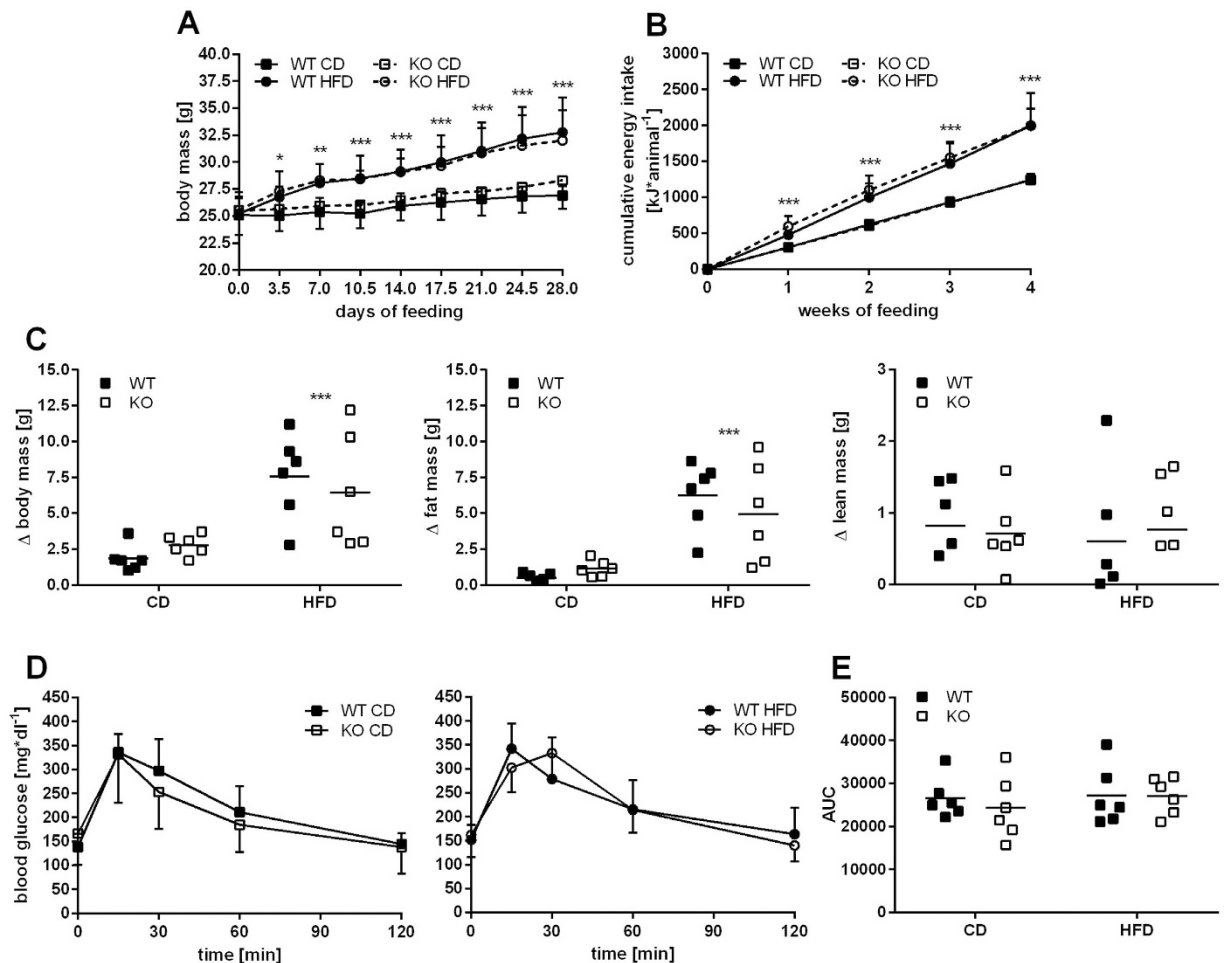 A
WT CD KO CD
WT HFD KO HFD
body mass [g]
40.0
37.5
35.0
32.5
30.0
27.5
25.0
22.5
20.0
* ** *** *** *** *** *** ***
0.0 3.5 7.0 10.5 14.0 17.5 21.0 24.5 28.0
days of feeding
B
WT CD KO CD
WT HFD KO HFD
cumulative energy intake
[kJ*animal-1]
3000
2500
2000
1500
1000
500
0
*** *** *** ***
0 1 2 3 4
weeks of feeding
C
WT
KO
Δ body mass [g]
15.0
12.5
10.0
7.5
5.0
2.5
0.0
***
CD HFD
WT
KO
Δ fat mass [g]
15.0
12.5
10.0
7.5
5.0
2.5
0.0
***
CD HFD
WT
KO
Δ lean mass [g]
3
2
1
0
CD HFD
D
WT CD
KO CD
blood glucose [mg*dl-1]
450
400
350
300
250
200
150
100
50
0
0 30 60 90 120
time [min]
WT HFD
KO HFD
450
400
350
300
250
200
150
100
50
0
0 30 60 90 120
time [min]
E
WT
KO
AUC
50000
40000
30000
20000
10000
0
CD HFD